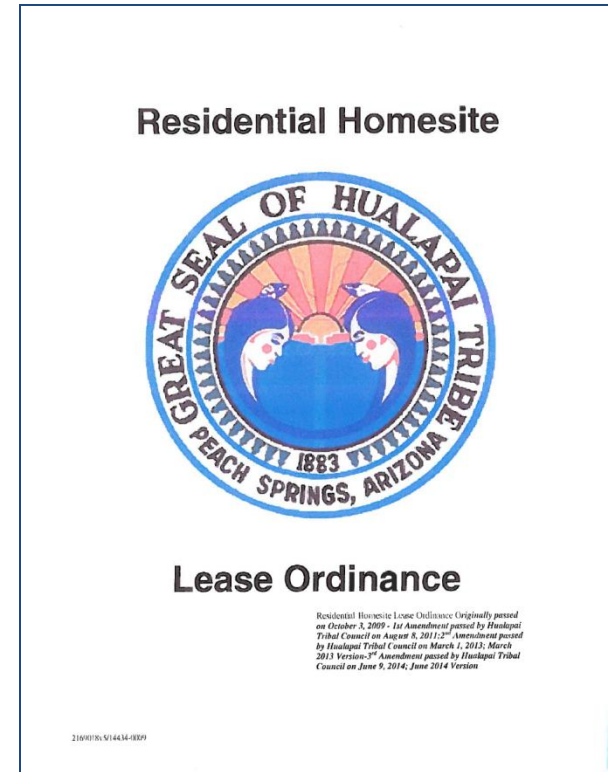 Residential Homesite
GREAT SEAL OF HUALAPAI TRIBE
1883
PEACH SPRINGS, ARIZONA
Lease Ordinance
Residential Homesite Lease Ordinance Originally passed
on October 3, 2009 - 1st Amendment passed by Hualapai
Tribal Council on August 8, 2011;2nd Amendment passed
by Hualapai Tribal Council on March 1, 2013; March
2013 Version-3rd Amendment passed by Hualapai Tribal
Council on June 9, 2014; June 2014 Version